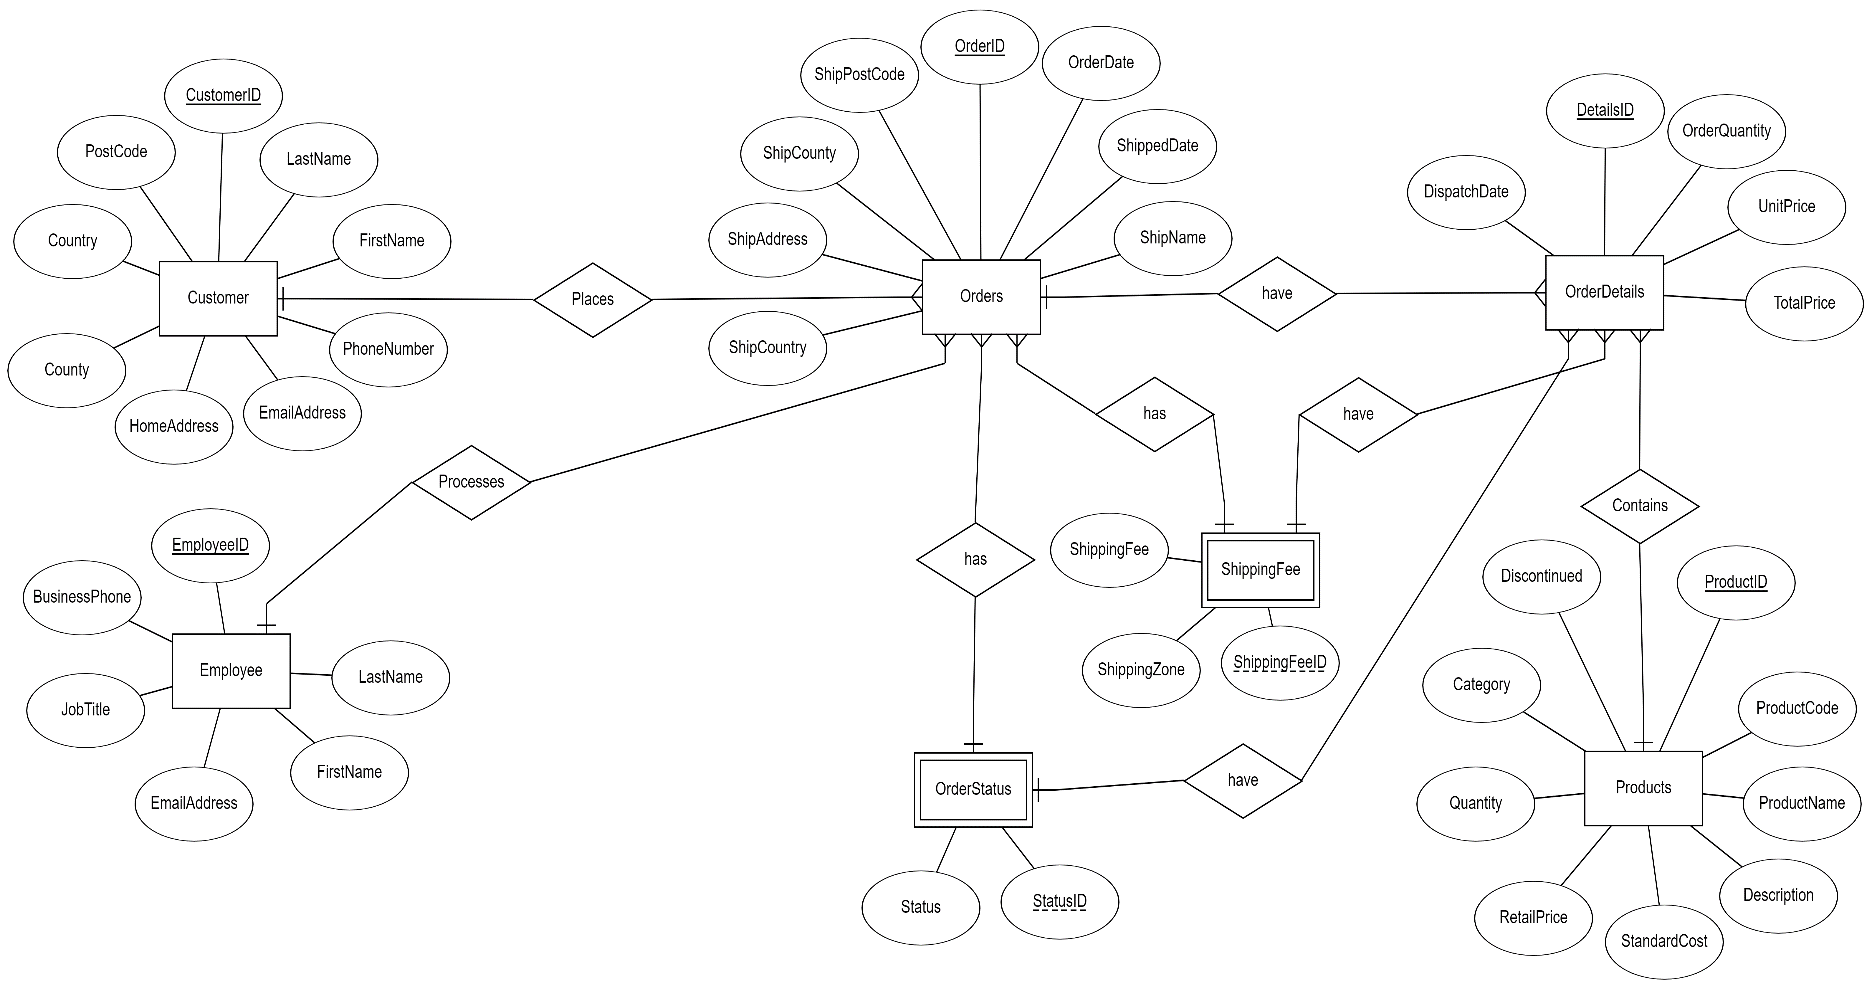 OrderID
OrderDate
ShipPostCode
CustomerID
DetailsID
OrderQuantity
ShippedDate
ShipCounty
PostCode
LastName
DispatchDate
UnitPrice
ShipName
ShipAddress
Country
FirstName
Customer
Places
Orders
have
OrderDetails
TotalPrice
ShipCountry
PhoneNumber
County
EmailAddress
HomeAddress
has
have
Processes
Contains
EmployeeID
ShippingFee
has
ShippingFee
Discontinued
ProductID
BusinessPhone
Employee
LastName
ShippingZone
ShippingFeeID
Category
JobTitle
ProductCode
FirstName
EmailAddress
OrderStatus
have
Products
Quantity
ProductName
Status
StatusID
Description
RetailPrice
StandardCost